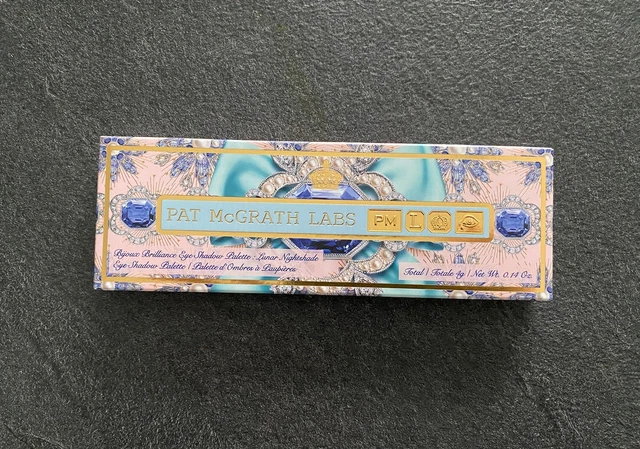 PAT McGRATH LABS PM L
Bijoux Brilliance Eye Shadow Palette : Lunar Nightshade
Eye Shadow Palette | Palette d'Ombres à Paupières
Total | Totale 4g | Net Wt. 0.14 Oz.